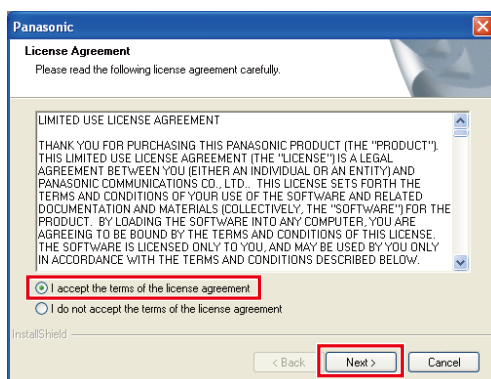 Panasonic
License Agreement
Please read the following license agreement carefully.
LIMITED USE LICENSE AGREEMENT
THANK YOU FOR PURCHASING THIS PANASONIC PRODUCT (THE "PRODUCT").
THIS LIMITED USE LICENSE AGREEMENT (THE "LICENSE") IS A LEGAL
AGREEMENT BETWEEN YOU (EITHER AN INDIVIDUAL OR AN ENTITY) AND
PANASONIC COMMUNICATIONS CO., LTD.. THIS LICENSE SETS FORTH THE
TERMS AND CONDITIONS OF YOUR USE OF THE SOFTWARE AND RELATED
DOCUMENTATION AND MATERIALS (COLLECTIVELY, THE "SOFTWARE") FOR THE
PRODUCT. BY LOADING THE SOFTWARE INTO ANY COMPUTER, YOU ARE
AGREEING TO BE BOUND BY THE TERMS AND CONDITIONS OF THIS LICENSE.
THE SOFTWARE IS LICENSED ONLY TO YOU, AND MAY BE USED BY YOU ONLY
IN ACCORDANCE WITH THE TERMS AND CONDITIONS DESCRIBED BELOW.
I accept the terms of the license agreement
I do not accept the terms of the license agreement
InstallShield
< Back
Next >
Cancel